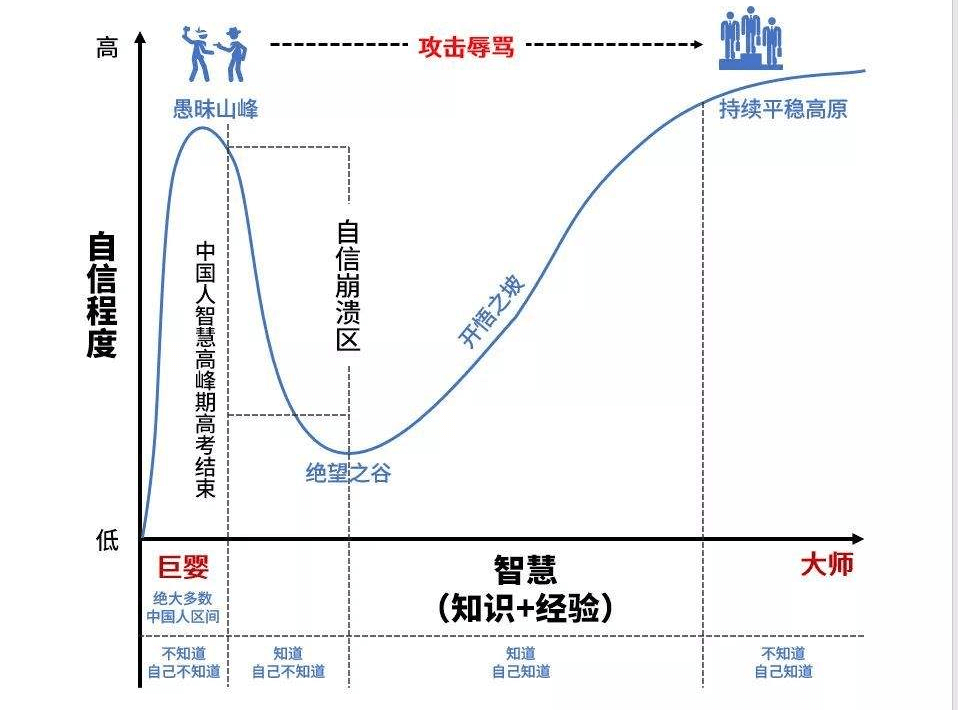 高
攻击辱骂
愚昧山峰
持续平稳高原
自信程度
中国人智慧高峰期高考结束
自信崩溃区
开悟之坡
绝望之谷
低
巨婴
绝大多数
中国人区间
智慧
（知识+经验）
大师
不知道
自己不知道
知道
自己不知道
知道
自己知道
不知道
自己知道